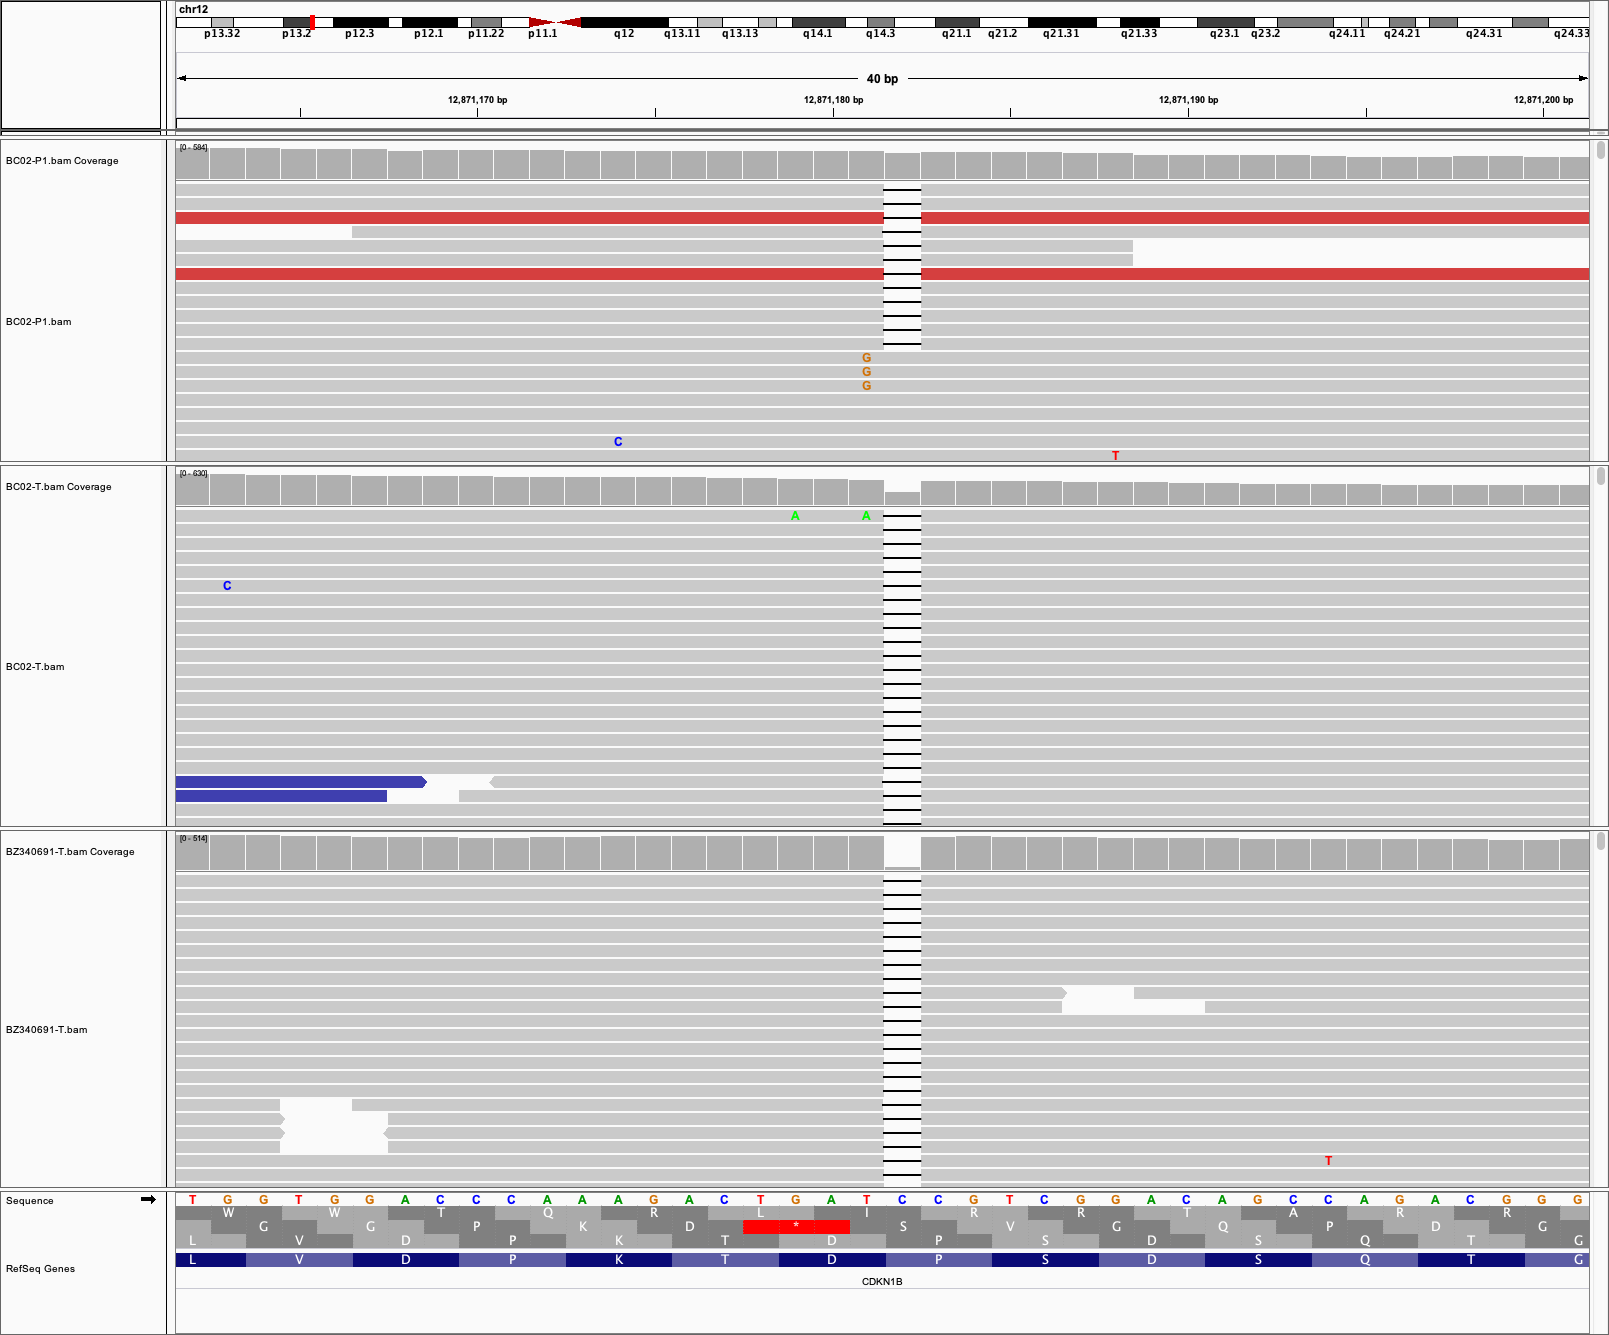 chr12
p13.32 p13.2 p12.3 p12.1 p11.22 p11.1 q12 q13.11 q13.13 q14.1 q14.3 q21.1 q21.2 q21.31 q21.33 q23.1 q23.2 q24.11 q24.21 q24.31 q24.33
40 bp
12,871,170 bp 12,871,180 bp 12,871,190 bp 12,871,200 bp
[0 - 584]
BC02-P1.bam Coverage
BC02-P1.bam
G
G
G
C
T
[0 - 630]
BC02-T.bam Coverage
A A
C
BC02-T.bam
[0 - 514]
BZ340691-T.bam Coverage
BZ340691-T.bam
T
Sequence T G G T G G A C C C A A A G A C T G A T C C G T C G G A C A G C C A G A C G G G
W W T Q R L I R R T A R R
G G P K D * S V G Q P D G
L V D P K T D P S D S Q T G
RefSeq Genes L V D P K T D P S D S Q T G
CDKN1B